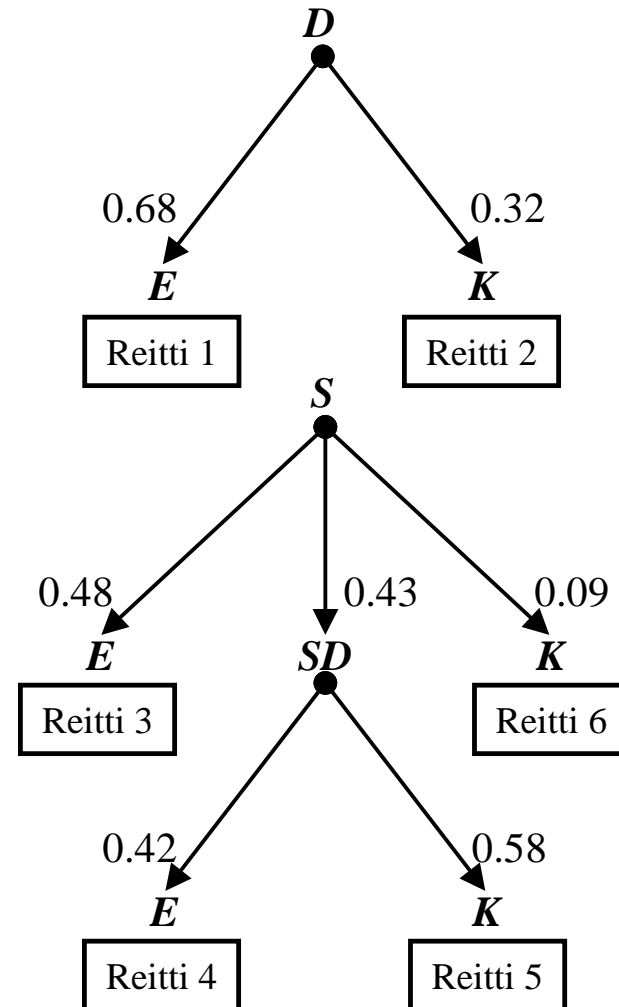 D
0.68 0.32
E K
Reitti 1 Reitti 2
S
0.48 0.43 0.09
E SD K
Reitti 3 Reitti 6
0.42 0.58
E K
Reitti 4 Reitti 5